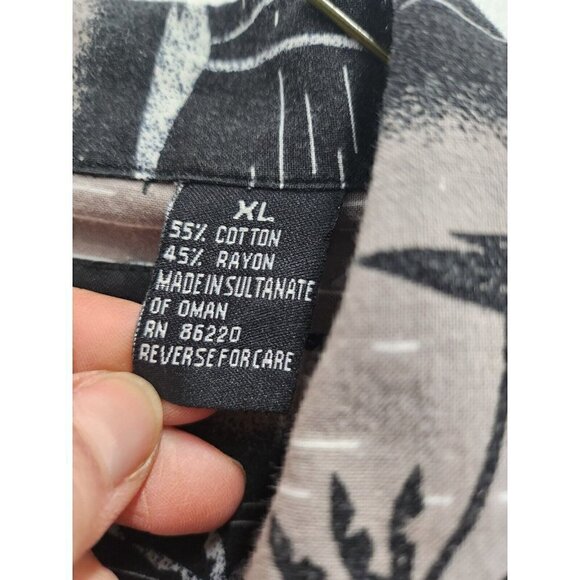 XL
55% COTTON
45% RAYON
MADE IN SULTANATE
OF OMAN
RN 86220
REVERSE FOR CARE